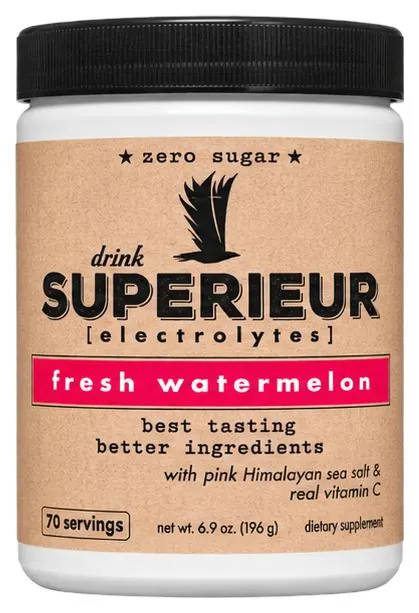 ★ zero sugar ★
drink
SUPERIEUR
[electrolytes]
fresh watermelon
best tasting
better ingredients
with pink Himalayan sea salt &
real vitamin C
70 servings net wt. 6.9 oz. (196 g) dietary supplement